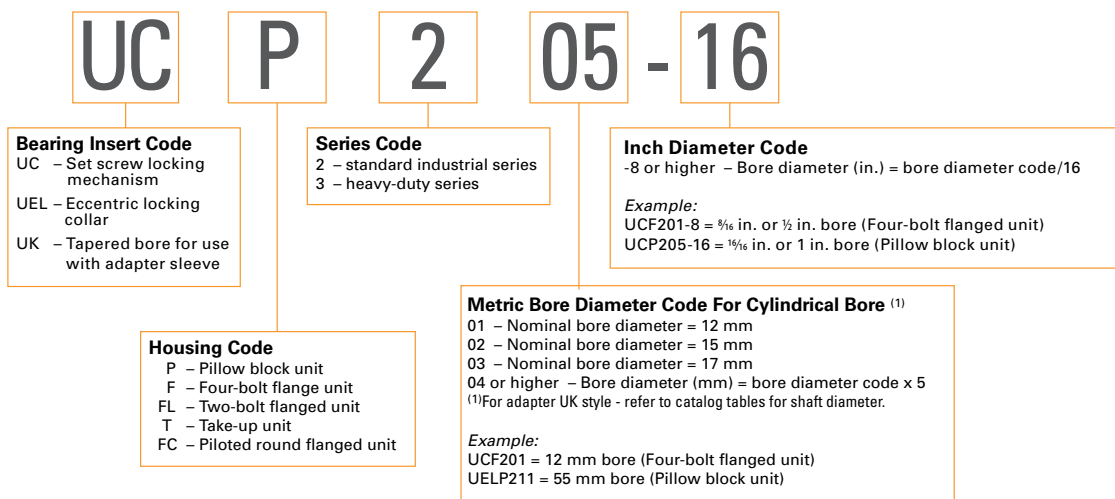 UC P 2 05 - 16
Bearing Insert Code
UC – Set screw locking
mechanism
UEL – Eccentric locking
collar
UK – Tapered bore for use
with adapter sleeve
Housing Code
P – Pillow block unit
F – Four-bolt flange unit
FL – Two-bolt flanged unit
T – Take-up unit
FC – Piloted round flanged unit
Series Code
2 – standard industrial series
3 – heavy-duty series
Metric Bore Diameter Code For Cylindrical Bore (1)
01 – Nominal bore diameter = 12 mm
02 – Nominal bore diameter = 15 mm
03 – Nominal bore diameter = 17 mm
04 or higher – Bore diameter (mm) = bore diameter code x 5
(1)For adapter UK style - refer to catalog tables for shaft diameter.
Example:
UCF201 = 12 mm bore (Four-bolt flanged unit)
UELP211 = 55 mm bore (Pillow block unit)
Inch Diameter Code
-8 or higher – Bore diameter (in.) = bore diameter code/16
Example:
UCF201-8 = 8/16 in. or ½ in. bore (Four-bolt flanged unit)
UCP205-16 = 16/16 in. or 1 in. bore (Pillow block unit)